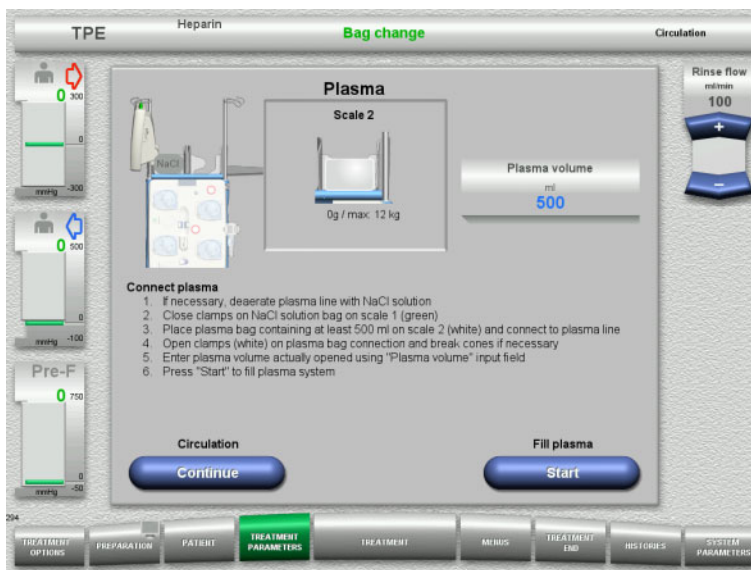 TPE
Heparin
Bag change
Circulation
Plasma
Scale 2
NaCl
0g / max: 12 kg
Plasma volume
ml
500
Rinse flow
ml/min
100
+
–
0 300
0
mmHg -300
0 500
0
mmHg -100
Pre-F
0 750
0
mmHg -50
Connect plasma
1. If necessary, deaerate plasma line with NaCl solution
2. Close clamps on NaCl solution bag on scale 1 (green)
3. Place plasma bag containing at least 500 ml on scale 2 (white) and connect to plasma line
4. Open clamps (white) on plasma bag connection and break cones if necessary
5. Enter plasma volume actually opened using "Plasma volume" input field
6. Press "Start" to fill plasma system
Circulation
Continue
Fill plasma
Start
294
TREATMENT
OPTIONS
PREPARATION
PATIENT
TREATMENT
PARAMETERS
TREATMENT
MENUS
TREATMENT
END
HISTORIES
SYSTEM
PARAMETERS